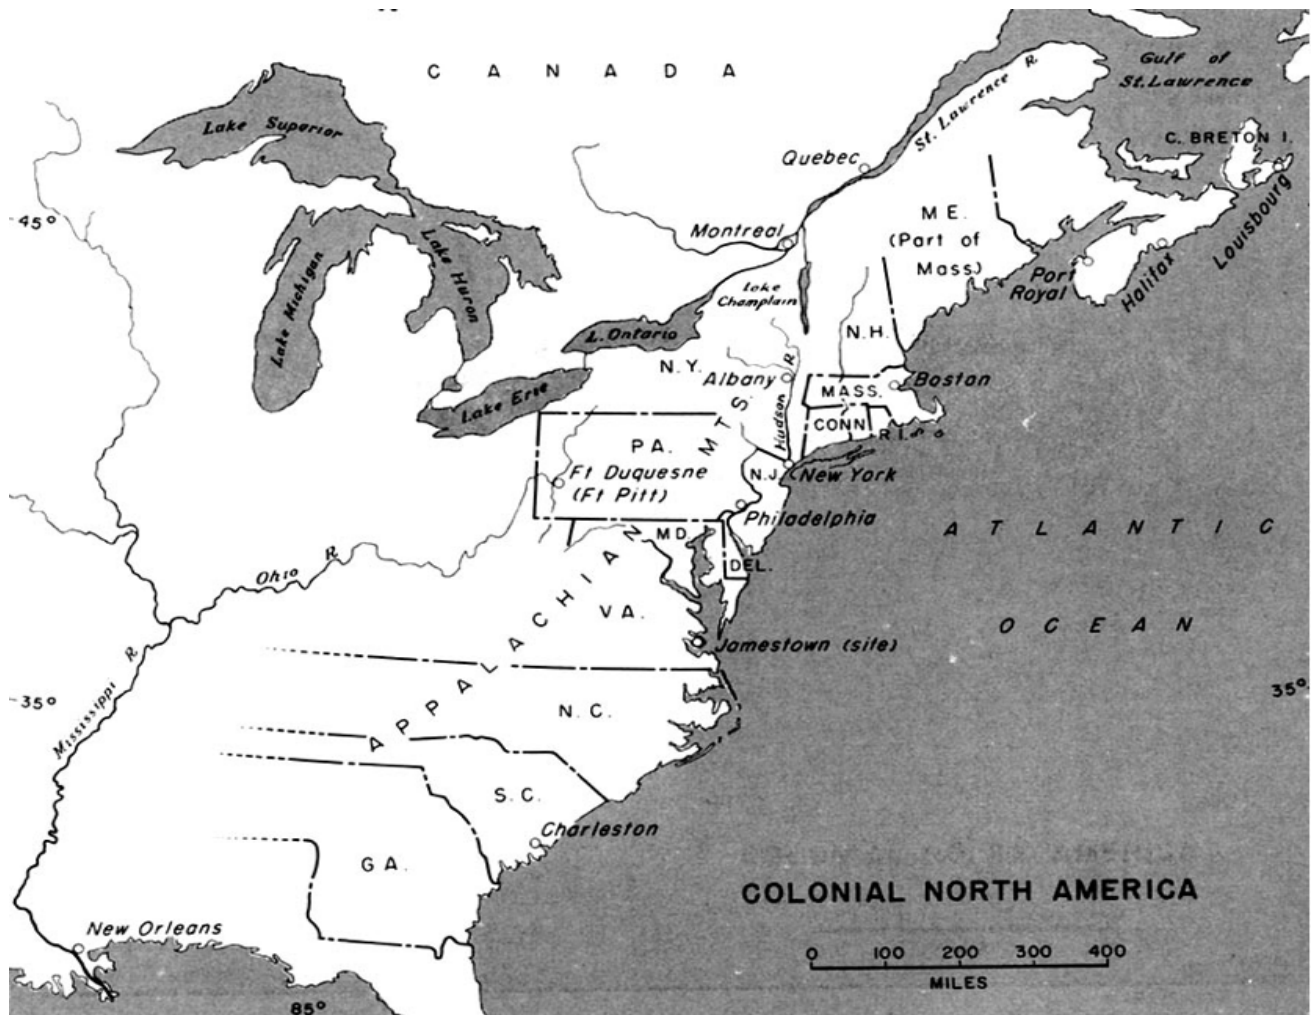 CANADA
Gulf of
St. Lawrence
St. Lawrence R.
Lake Superior
C. BRETON I.
Quebec
45°
ME.
(Part of
Mass.)
Montreal
Louisbourg
Lake Huron
Lake Michigan
Port
Royal
Halifax
Lake
Champlain
L. Ontario
N.H.
N.Y.
Albany
Boston
Lake Erie
MASS.
Hudson R.
CONN
R.I.
PA.
Ft Duquesne
(Ft Pitt)
N.J.
New York
Philadelphia
ATLANTIC
OCEAN
MD.
DEL.
Ohio R.
APPALACHIAN MTS.
VA.
Jamestown (site)
Mississippi R.
35°
35°
N.C.
S.C.
Charleston
GA.
COLONIAL NORTH AMERICA
New Orleans
0 100 200 300 400
MILES
85°